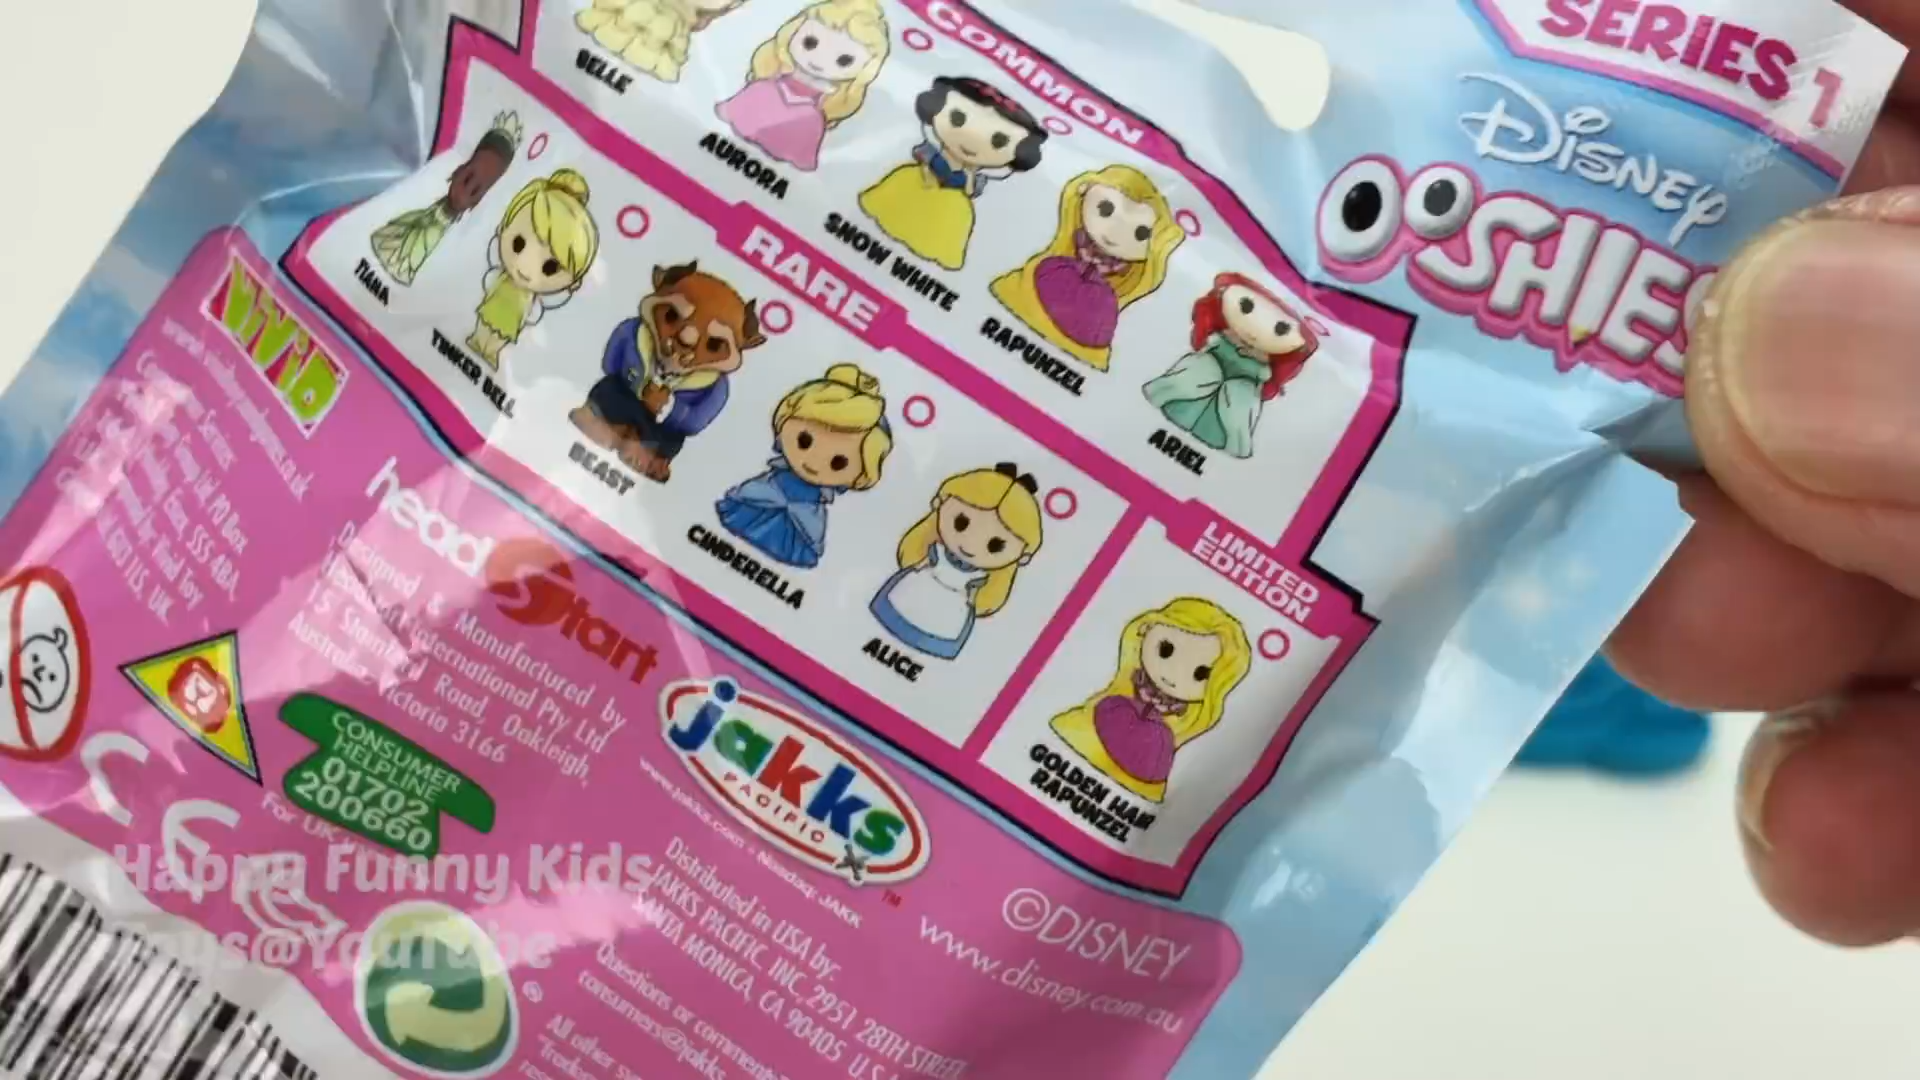 SERIES 1
DISNEY
OOSHIES
COMMON
BELLE
AURORA
SNOW WHITE
RAPUNZEL
ARIEL
RARE
TIANA
TINKER BELL
BEAST
CINDERELLA
ALICE
LIMITED
EDITION
GOLDEN HAIR
RAPUNZEL
VIVID
headStart
Designed & Manufactured by
International Pty Ltd
Road, Oakleigh,
Victoria 3166
CONSUMER
HELPLINE
01702
200660
For UK
CE
jakks
PACIFIC
™
www.jakks.com • Nasdaq: JAKK
Distributed in USA by:
JAKKS PACIFIC, INC. 2951 28TH STREET
SANTA MONICA, CA 90405 U.S.A
Questions or comments
consumers@jakks
All other
©DISNEY
www.disney.com.au
Happy Funny Kids
Toys@YouTube